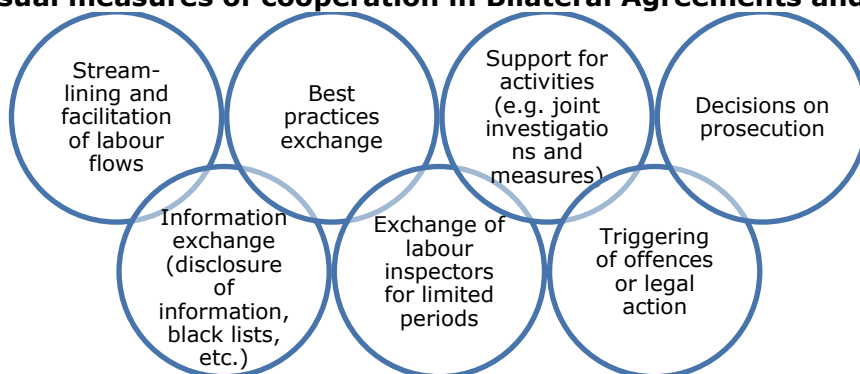 sual measures of cooperation in Bilateral Agreements and
Stream-
lining and
facilitation
of labour
flows
Best
practices
exchange
Support for
activities
(e.g. joint
investigatio
ns and
measures)
Decisions on
prosecution
Information
exchange
(disclosure
of
information,
black lists,
etc.)
Exchange of
labour
inspectors
for limited
periods
Triggering
of offences
or legal
action